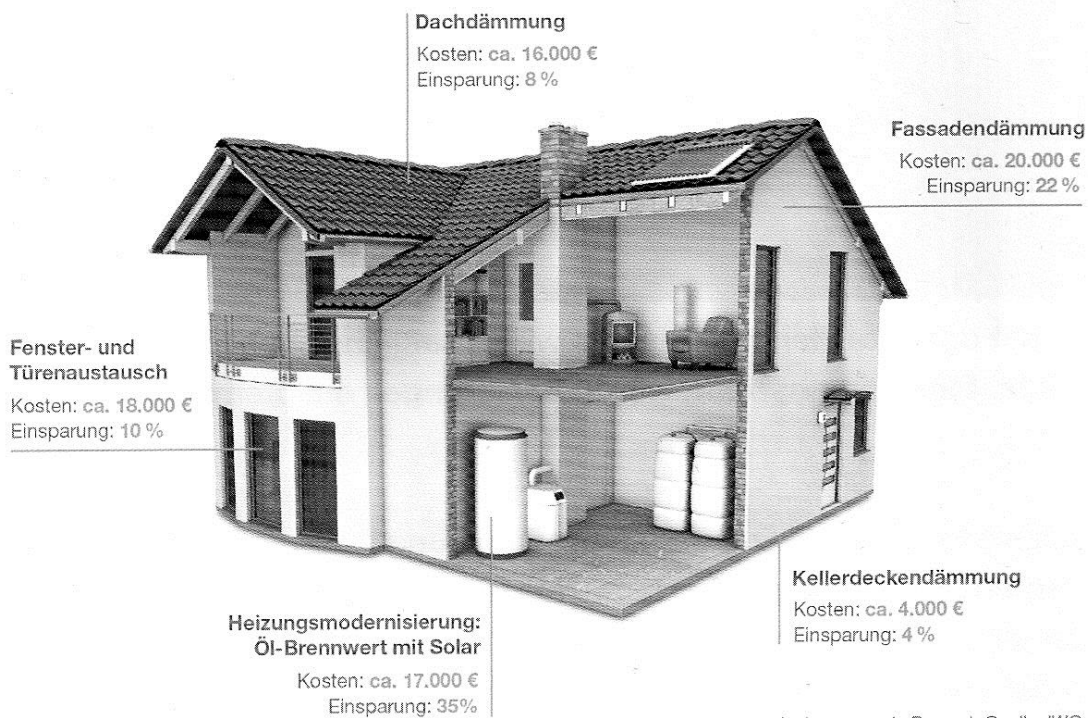 Dachdämmung
Kosten: ca. 16.000 €
Einsparung: 8 %
Fassadendämmung
Kosten: ca. 20.000 €
Einsparung: 22 %
Fenster- und
Türenaustausch
Kosten: ca. 18.000 €
Einsparung: 10 %
Kellerdeckendämmung
Kosten: ca. 4.000 €
Einsparung: 4 %
Heizungsmodernisierung:
Öl-Brennwert mit Solar
Kosten: ca. 17.000 €
Einsparung: 35%